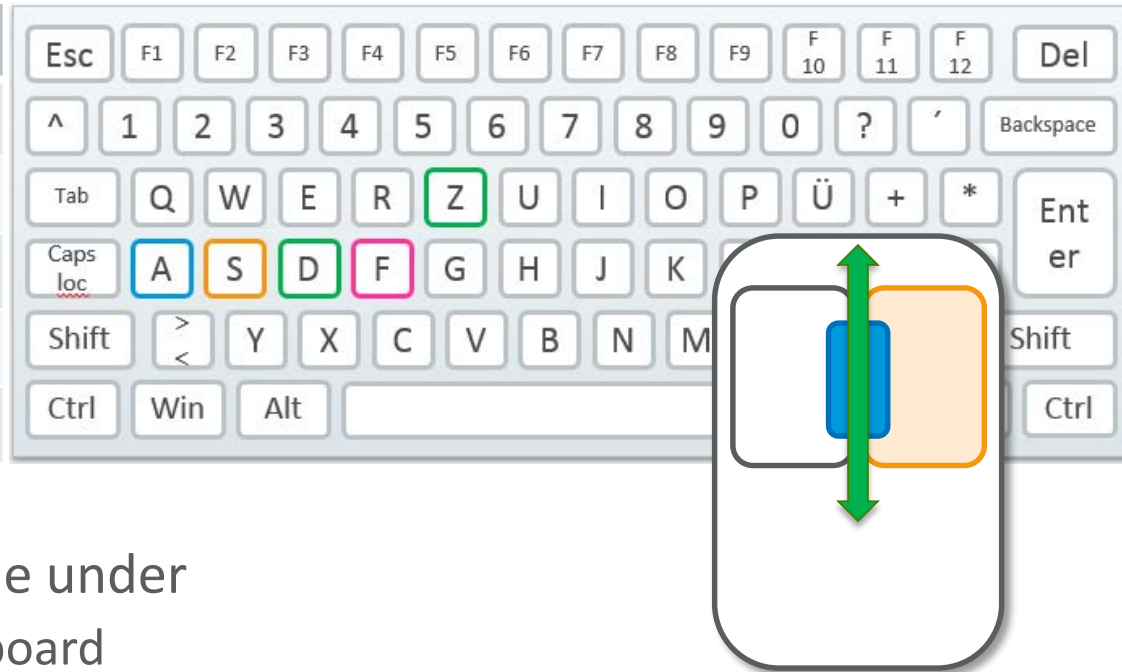 Esc F1 F2 F3 F4 F5 F6 F7 F8 F9 F 10 F 11 F 12 Del
^ 1 2 3 4 5 6 7 8 9 0 ? ´ Backspace
Tab Q W E R Z U I O P Ü + * Ent er
Caps loc A S D F G H J K
Shift > < Y X C V B N M Shift
Ctrl Win Alt Ctrl
e under
board